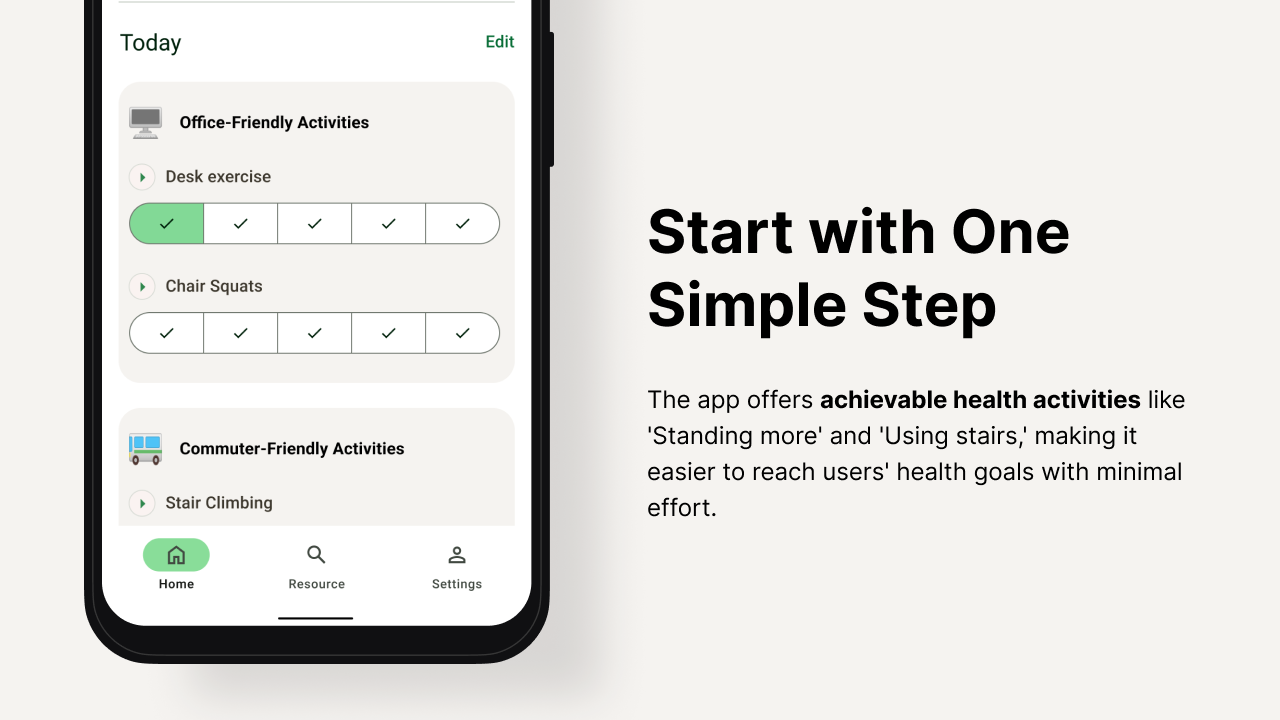 Today
Edit
Office-Friendly Activities
Desk exercise
Chair Squats
Commuter-Friendly Activities
Stair Climbing
Home
Resource
Settings
Start with One
Simple Step
The app offers achievable health activities like
'Standing more' and 'Using stairs,' making it
easier to reach users' health goals with minimal
effort.